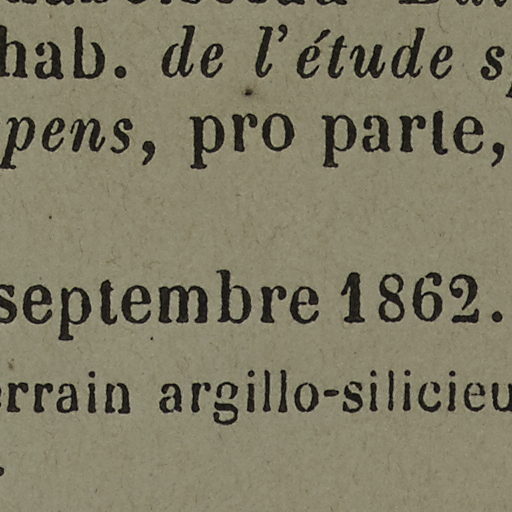 hab. de l'étude
pens, pro parte,
septembre 1862.
errain argillo-silicieu